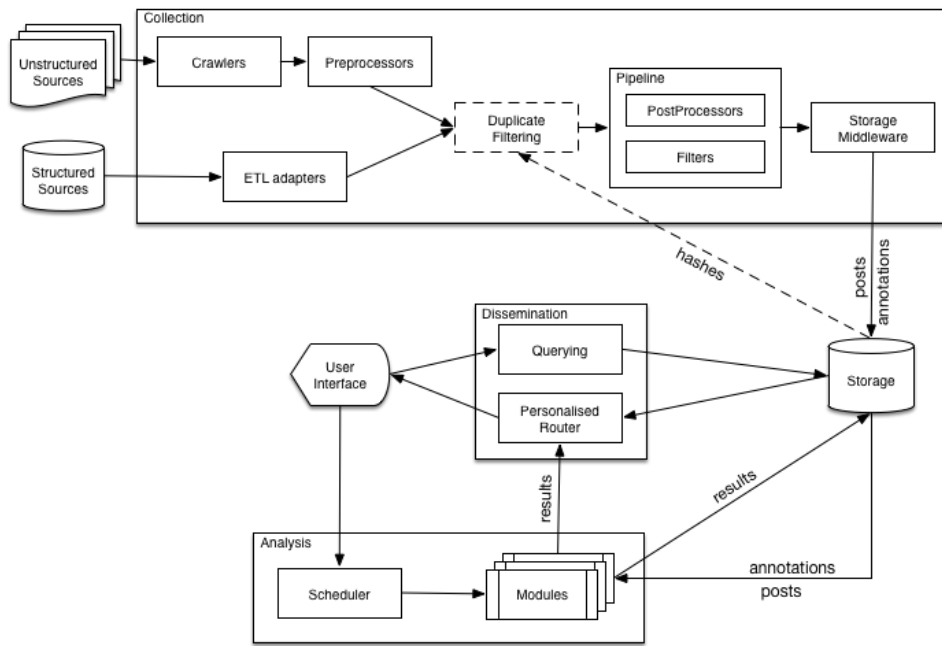 Collection
Unstructured
Sources
Crawlers
Preprocessors
Duplicate
Filtering
Pipeline
PostProcessors
Filters
Storage
Middleware
Structured
Sources
ETL adapters
hashes
posts
annotations
Dissemination
User
Interface
Querying
Storage
Personalised
Router
results
results
Analysis
Scheduler
Modules
annotations
posts